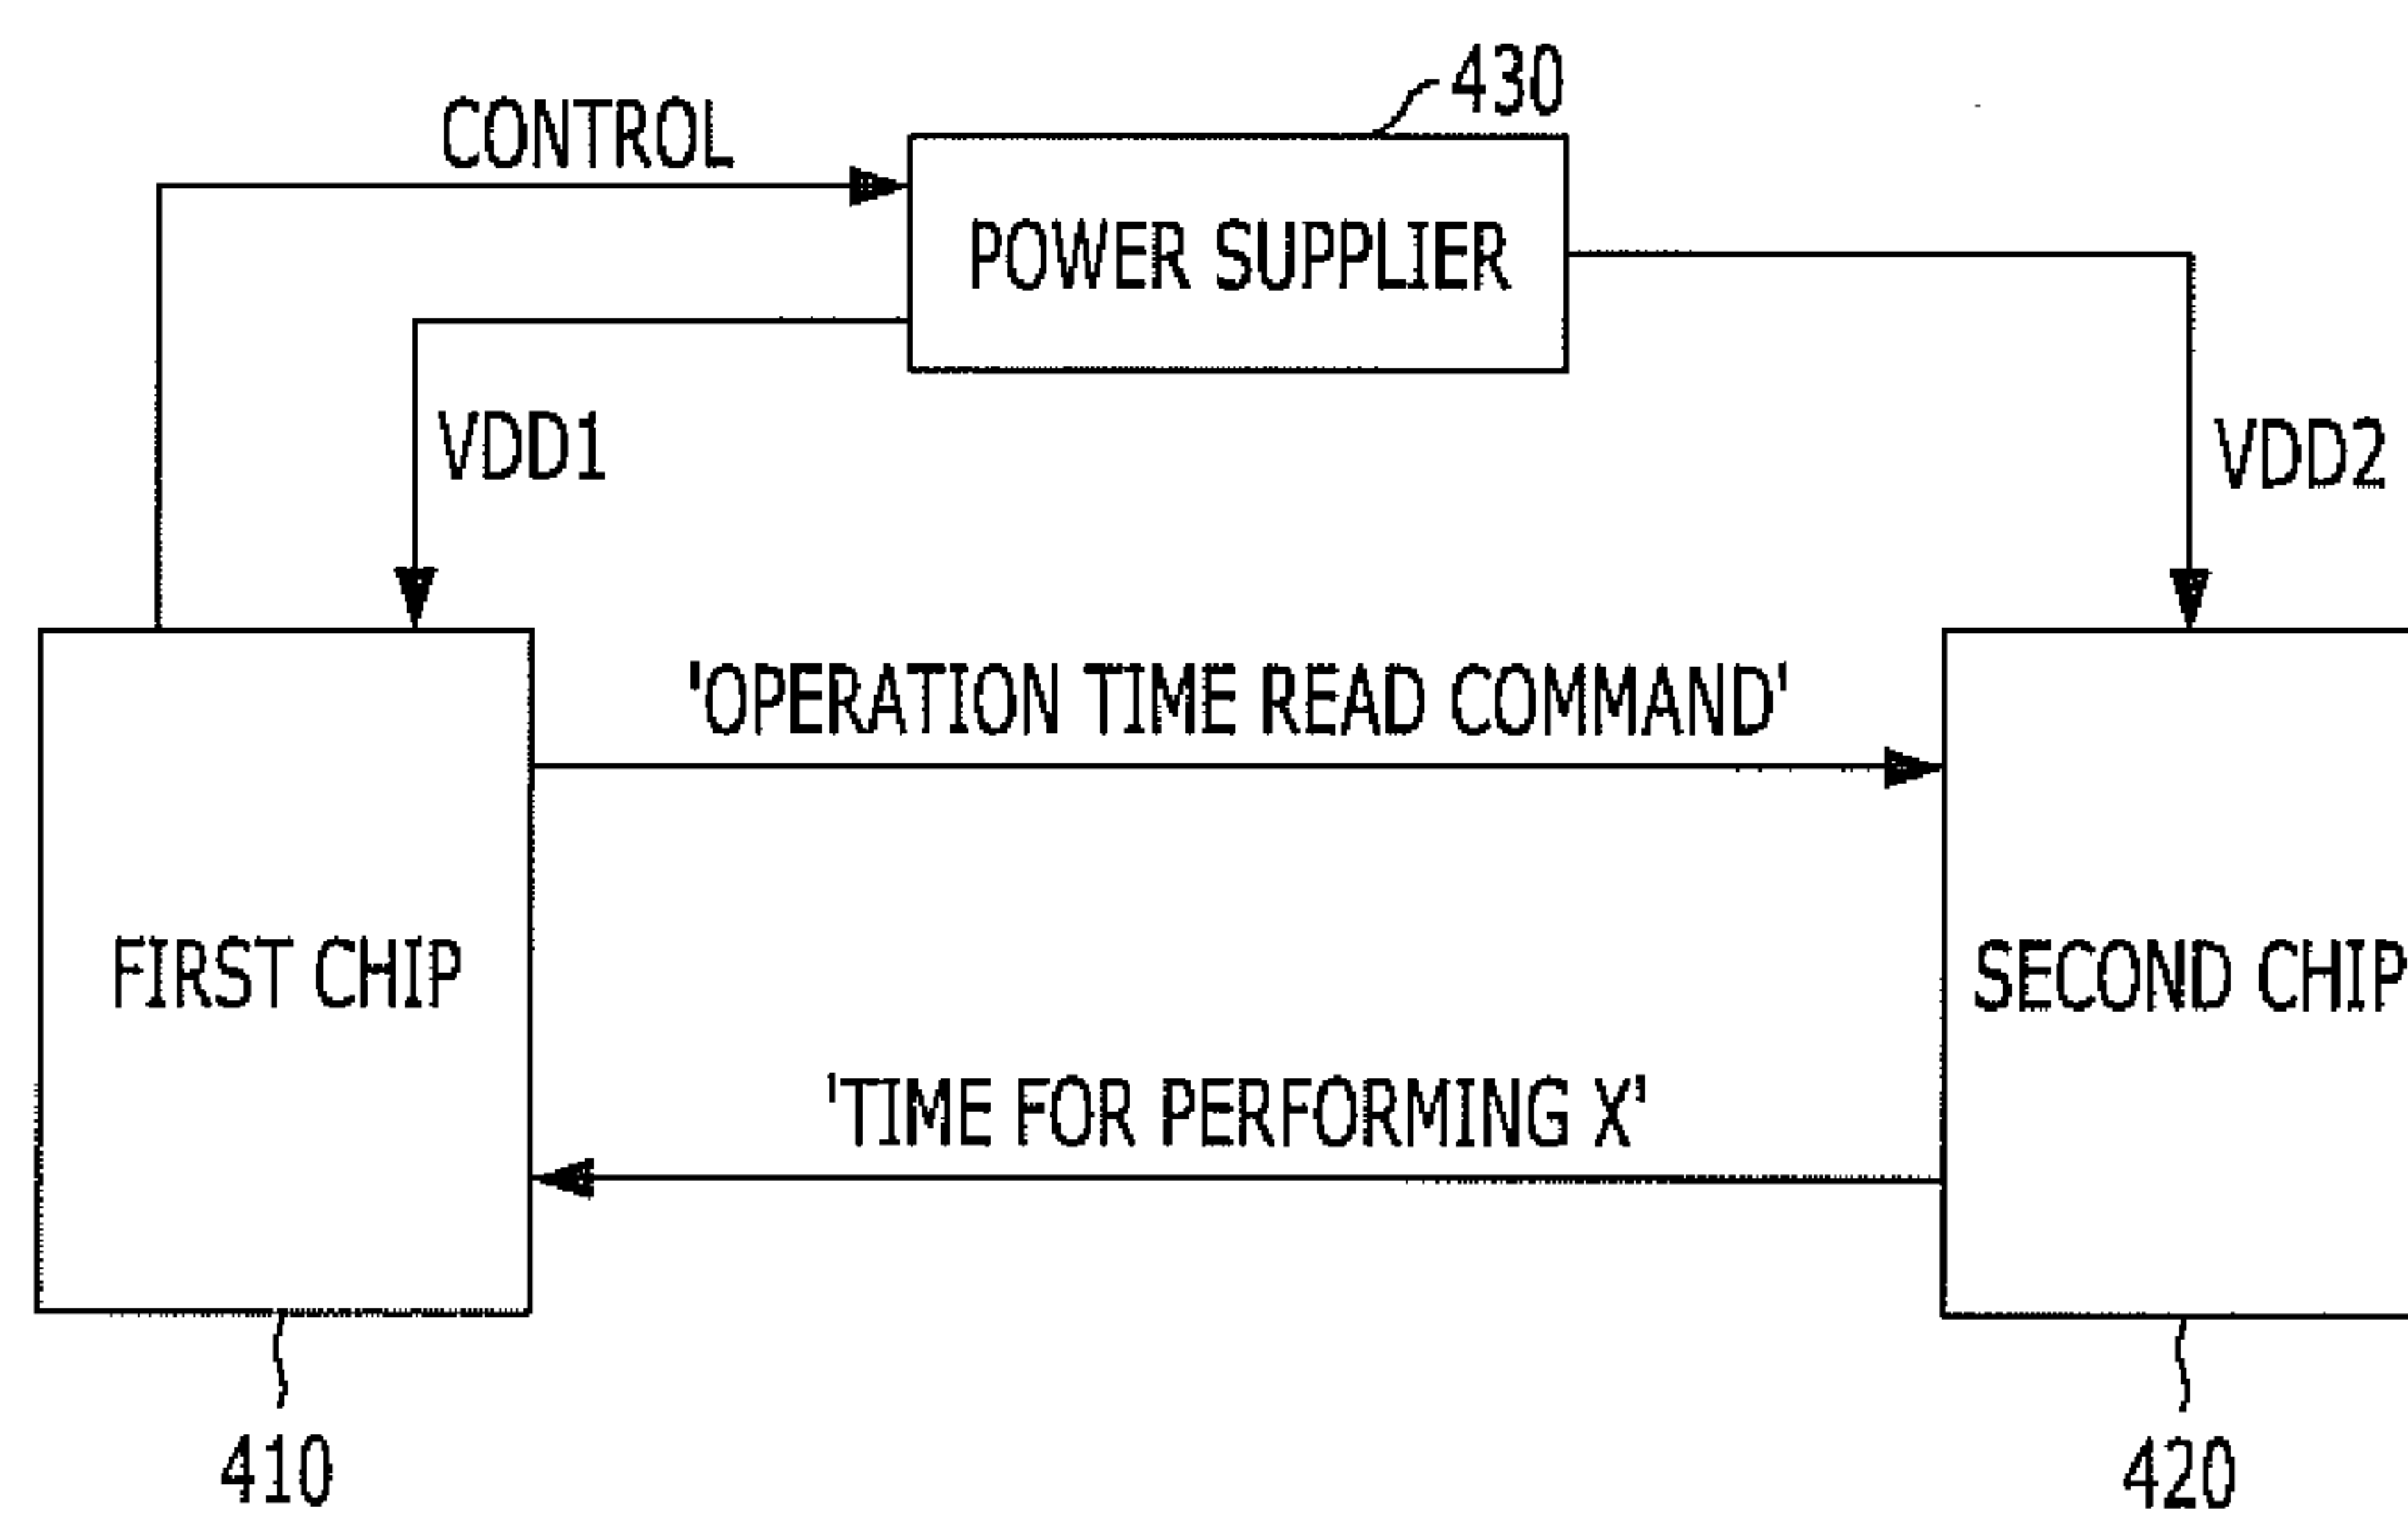 430
CONTROL
POWER SUPPLIER
VDD1
VDD2
'OPERATION TIME READ COMMAND'
FIRST CHIP
SECOND CHIP
'TIME FOR PERFORMING X'
410
420